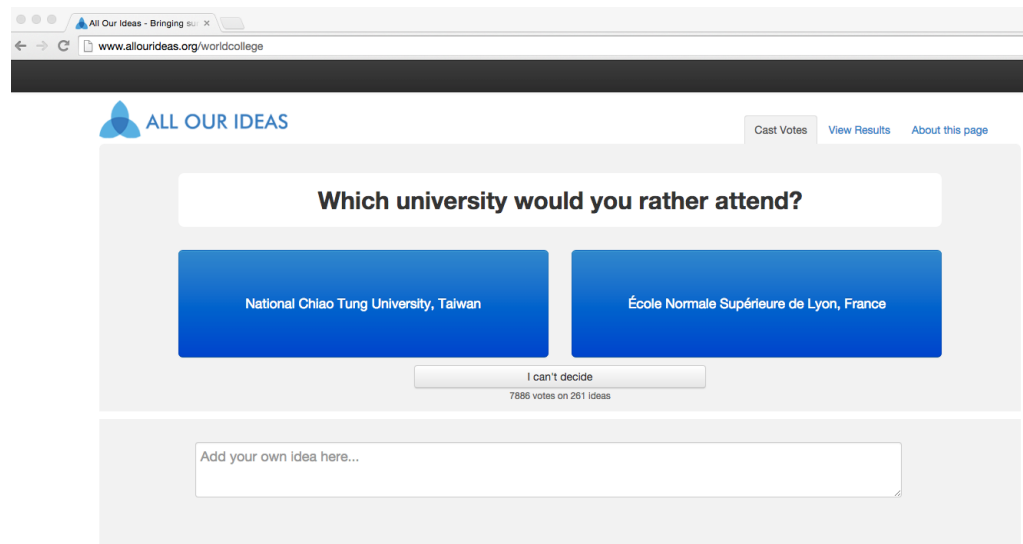 All Our Ideas - Bringing sur
www.allourideas.org/worldcollege
ALL OUR IDEAS
Cast Votes View Results About this page
Which university would you rather attend?
National Chiao Tung University, Taiwan
École Normale Supérieure de Lyon, France
I can't decide
7886 votes on 261 ideas
Add your own idea here...